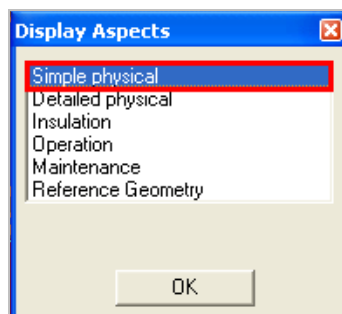 Display Aspects
Simple physical
Detailed physical
Insulation
Operation
Maintenance
Reference Geometry
OK